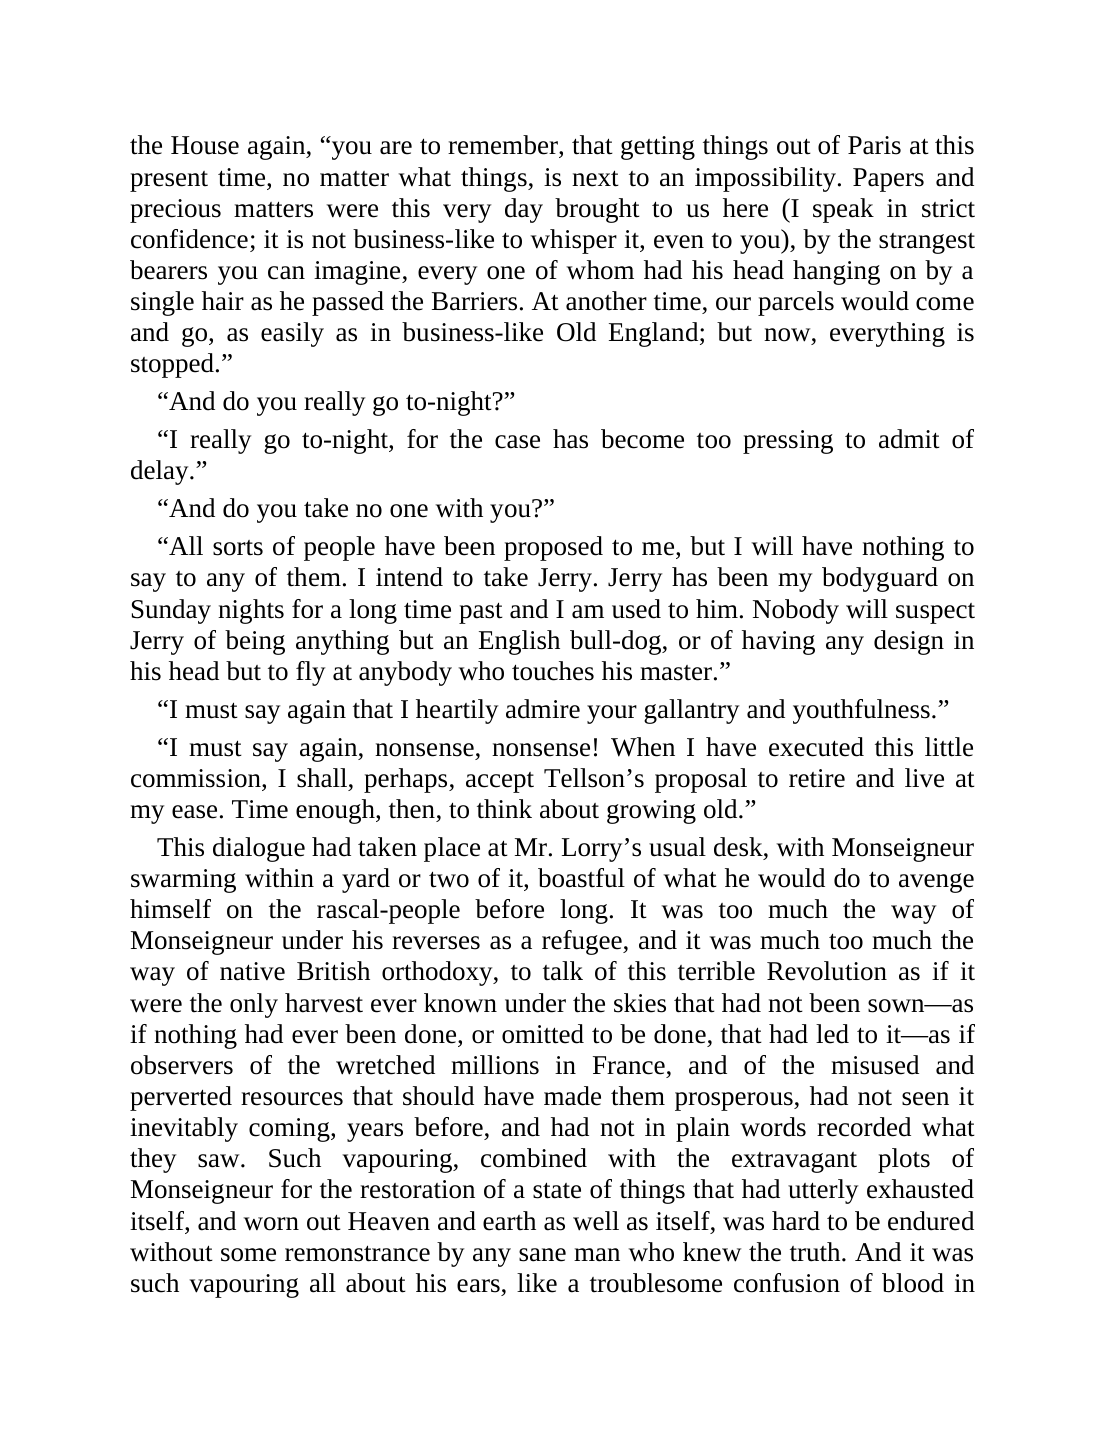 the House again, “you are to remember, that getting things out of Paris at this
present time, no matter what things, is next to an impossibility. Papers and
precious matters were this very day brought to us here (I speak in strict
confidence; it is not business-like to whisper it, even to you), by the strangest
bearers you can imagine, every one of whom had his head hanging on by a
single hair as he passed the Barriers. At another time, our parcels would come
and go, as easily as in business-like Old England; but now, everything is
stopped.”
“And do you really go to-night?”
“I really go to-night, for the case has become too pressing to admit of
delay.”
“And do you take no one with you?”
“All sorts of people have been proposed to me, but I will have nothing to
say to any of them. I intend to take Jerry. Jerry has been my bodyguard on
Sunday nights for a long time past and I am used to him. Nobody will suspect
Jerry of being anything but an English bull-dog, or of having any design in
his head but to fly at anybody who touches his master.”
“I must say again that I heartily admire your gallantry and youthfulness.”
“I must say again, nonsense, nonsense! When I have executed this little
commission, I shall, perhaps, accept Tellson’s proposal to retire and live at
my ease. Time enough, then, to think about growing old.”
This dialogue had taken place at Mr. Lorry’s usual desk, with Monseigneur
swarming within a yard or two of it, boastful of what he would do to avenge
himself on the rascal-people before long. It was too much the way of
Monseigneur under his reverses as a refugee, and it was much too much the
way of native British orthodoxy, to talk of this terrible Revolution as if it
were the only harvest ever known under the skies that had not been sown—as
if nothing had ever been done, or omitted to be done, that had led to it—as if
observers of the wretched millions in France, and of the misused and
perverted resources that should have made them prosperous, had not seen it
inevitably coming, years before, and had not in plain words recorded what
they saw. Such vapouring, combined with the extravagant plots of
Monseigneur for the restoration of a state of things that had utterly exhausted
itself, and worn out Heaven and earth as well as itself, was hard to be endured
without some remonstrance by any sane man who knew the truth. And it was
such vapouring all about his ears, like a troublesome confusion of blood in